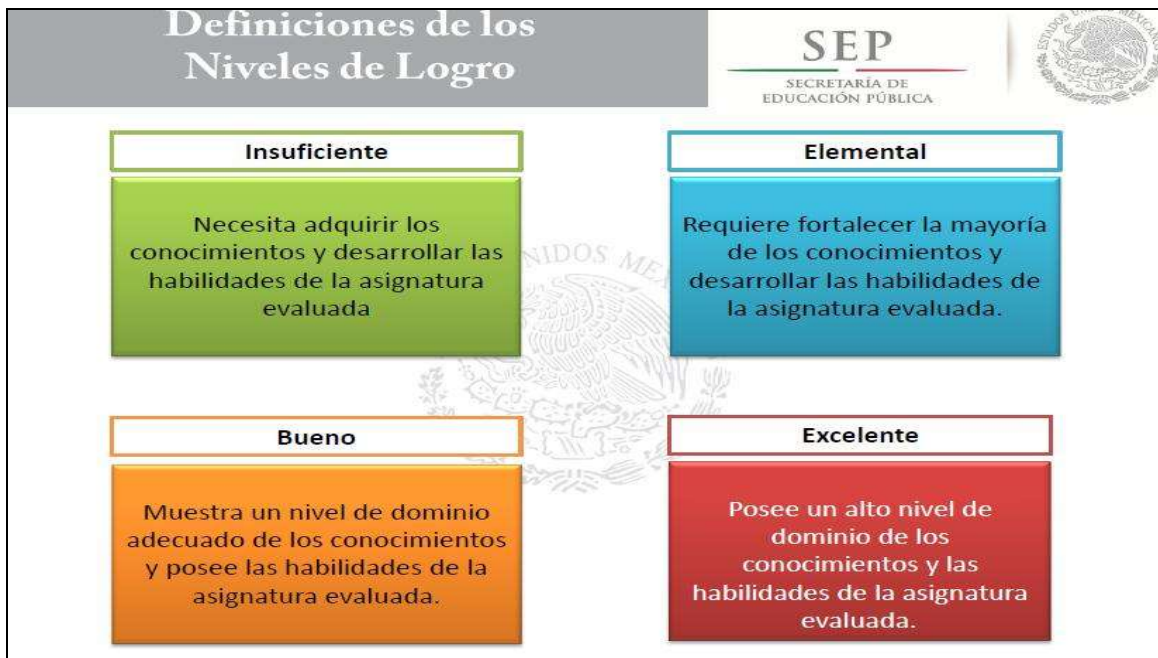 Definiciones de los
Niveles de Logro
SEP
SECRETARÍA DE
EDUCACIÓN PÚBLICA
Insuficiente
Necesita adquirir los
conocimientos y desarrollar las
habilidades de la asignatura
evaluada
Elemental
Requiere fortalecer la mayoría
de los conocimientos y
desarrollar las habilidades de
la asignatura evaluada.
Bueno
Muestra un nivel de dominio
adecuado de los conocimientos
y posee las habilidades de la
asignatura evaluada.
Excelente
Posee un alto nivel de
dominio de los
conocimientos y las
habilidades de la asignatura
evaluada.